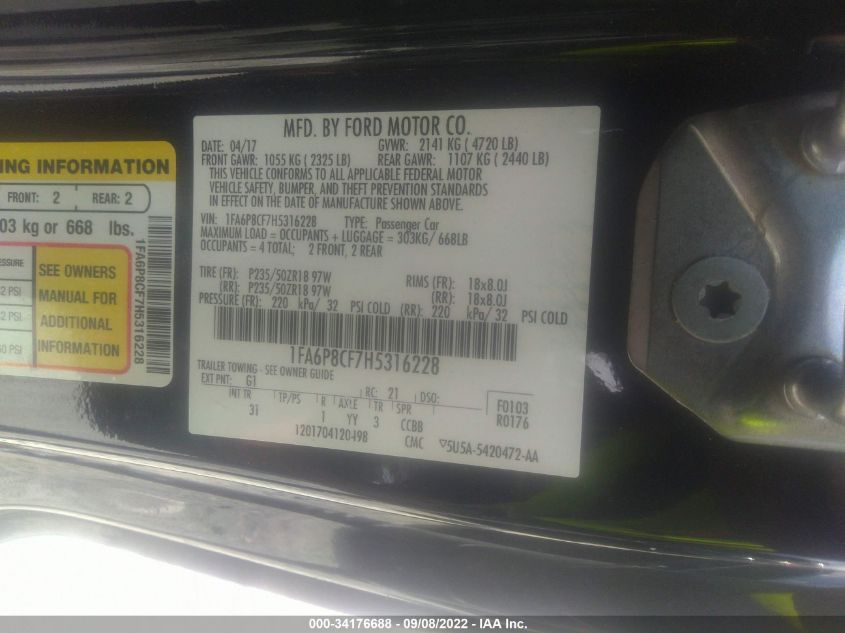 MFD. BY FORD MOTOR CO.
DATE: 04/17 GVWR: 2141 KG ( 4720 LB)
FRONT GAWR: 1055 KG ( 2325 LB) REAR GAWR: 1107 KG ( 2440 LB)
THIS VEHICLE CONFORMS TO ALL APPLICABLE FEDERAL MOTOR
VEHICLE SAFETY, BUMPER, AND THEFT PREVENTION STANDARDS
IN EFFECT ON THE DATE OF MANUFACTURE SHOWN ABOVE.
VIN: 1FA6P8CF7H5316228 TYPE: Passenger Car
MAXIMUM LOAD = OCCUPANTS + LUGGAGE = 303KG/ 668LB
OCCUPANTS = 4 TOTAL; 2 FRONT, 2 REAR
TIRE (FR): P235/50ZR18 97W RIMS (FR): 18x8.0J
(RR): P235/50ZR18 97W (RR): 18x8.0J
PRESSURE (FR): 220 kPa/ 32 PSI COLD (RR): 220 kPa/ 32 PSI COLD
1FA6P8CF7H5316228
TRAILER TOWING - SEE OWNER GUIDE
EXT PNT: G1 RC: 21 DSO:
INT TR TP/PS R AXLE TR SPR F0103
31 1 YY 3 CCBB R0176
1201704120498 CMC 5U5A-5420472-AA
ING INFORMATION
FRONT: 2 REAR: 2
03 kg or 668 lbs.
ESSURE SEE OWNERS
2 PSI MANUAL FOR
2 PSI ADDITIONAL
60 PSI INFORMATION
1FA6P8CF7H5316228
000-34176688 - 09/08/2022 - IAA Inc.